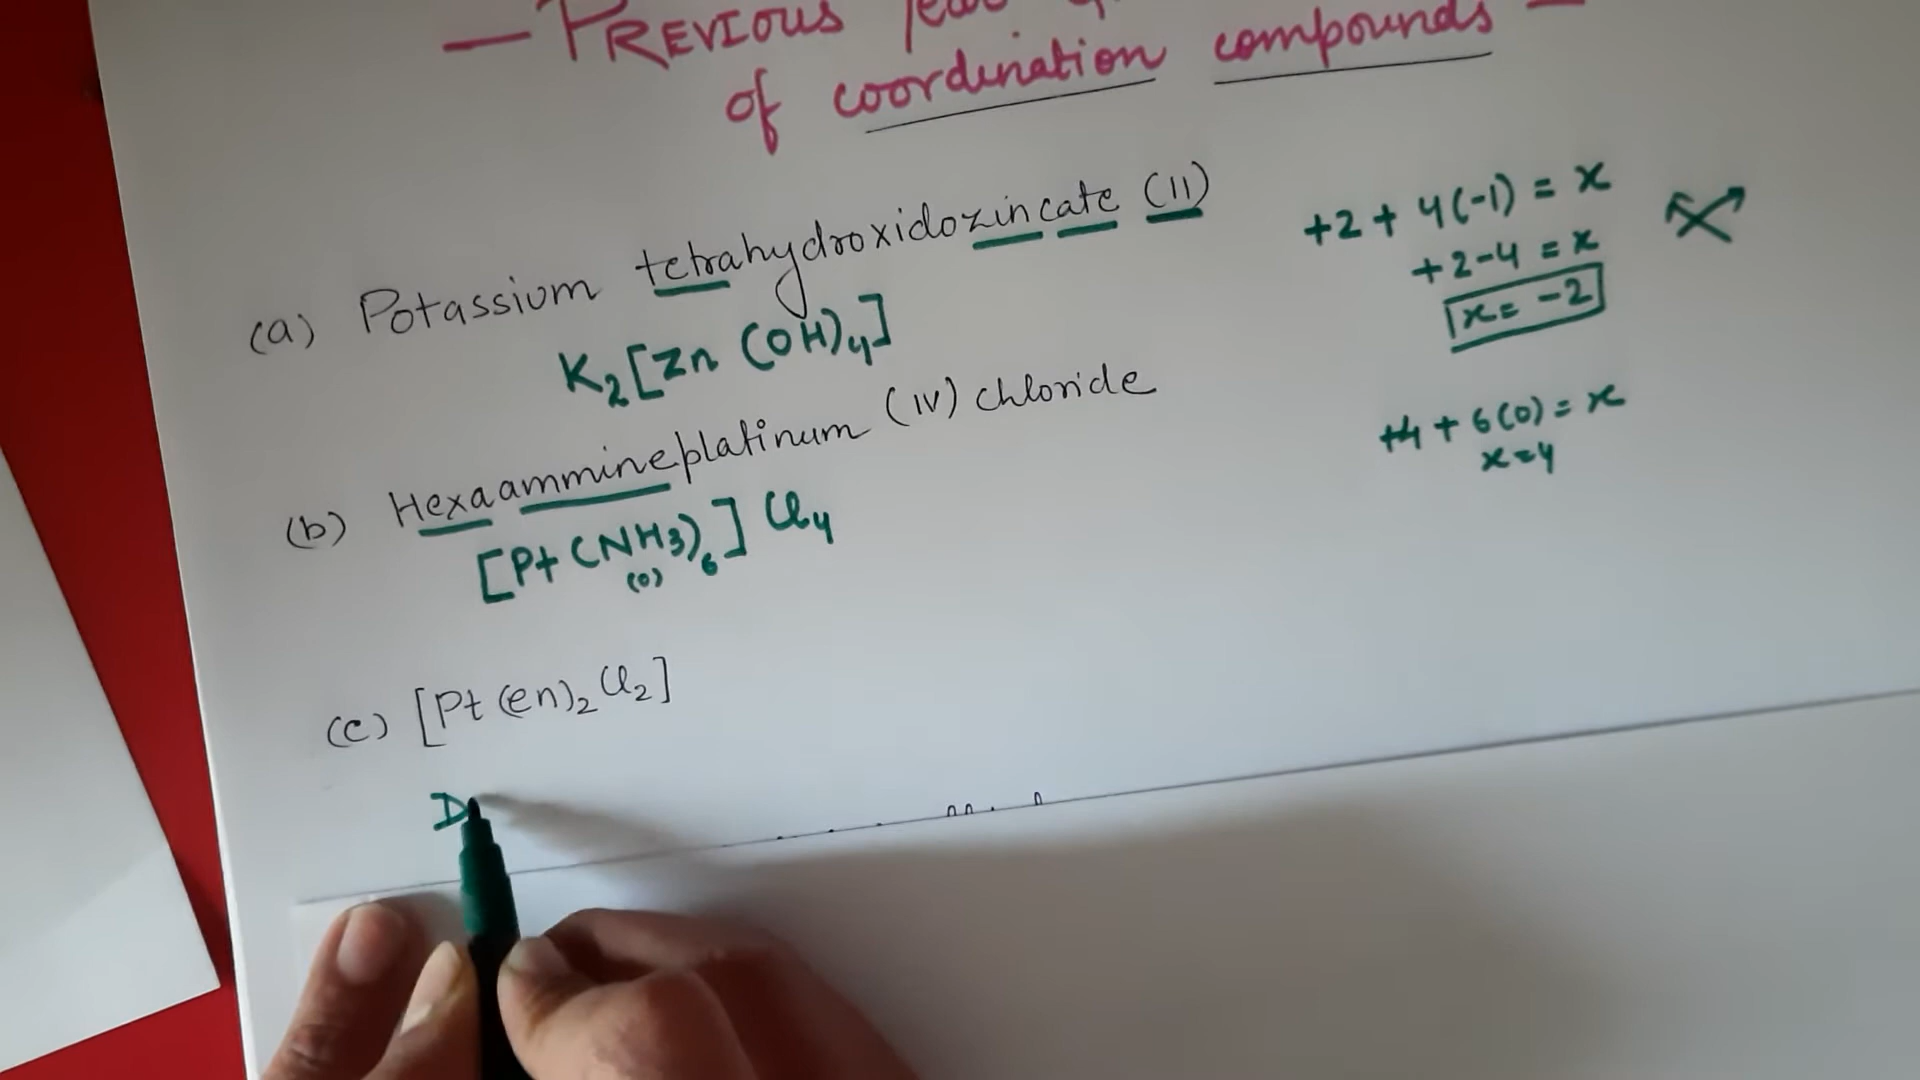 — PREVIOUS year
of coordination compounds —
(a) Potassium tetrahydroxidozincate (II)
K2[Zn (OH)4]
+2 + 4(-1) = x
+2-4 = x
x = -2
(b) Hexaammineplatinum (IV) chloride
[Pt (NH3)6] Cl4
(0)
+4 + 6(0) = x
x=4
(c) [Pt (en)2 Cl2]
D